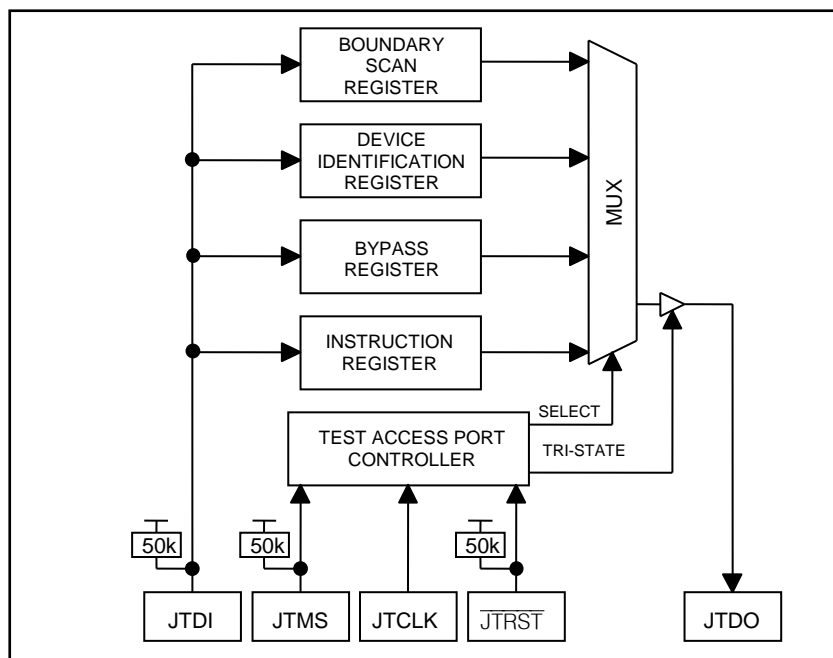 BOUNDARY
SCAN
REGISTER
DEVICE
IDENTIFICATION
REGISTER
BYPASS
REGISTER
INSTRUCTION
REGISTER
MUX
SELECT
TEST ACCESS PORT
CONTROLLER
TRI-STATE
50k
50k
50k
JTDI
JTMS
JTCLK
JTRST
JTDO